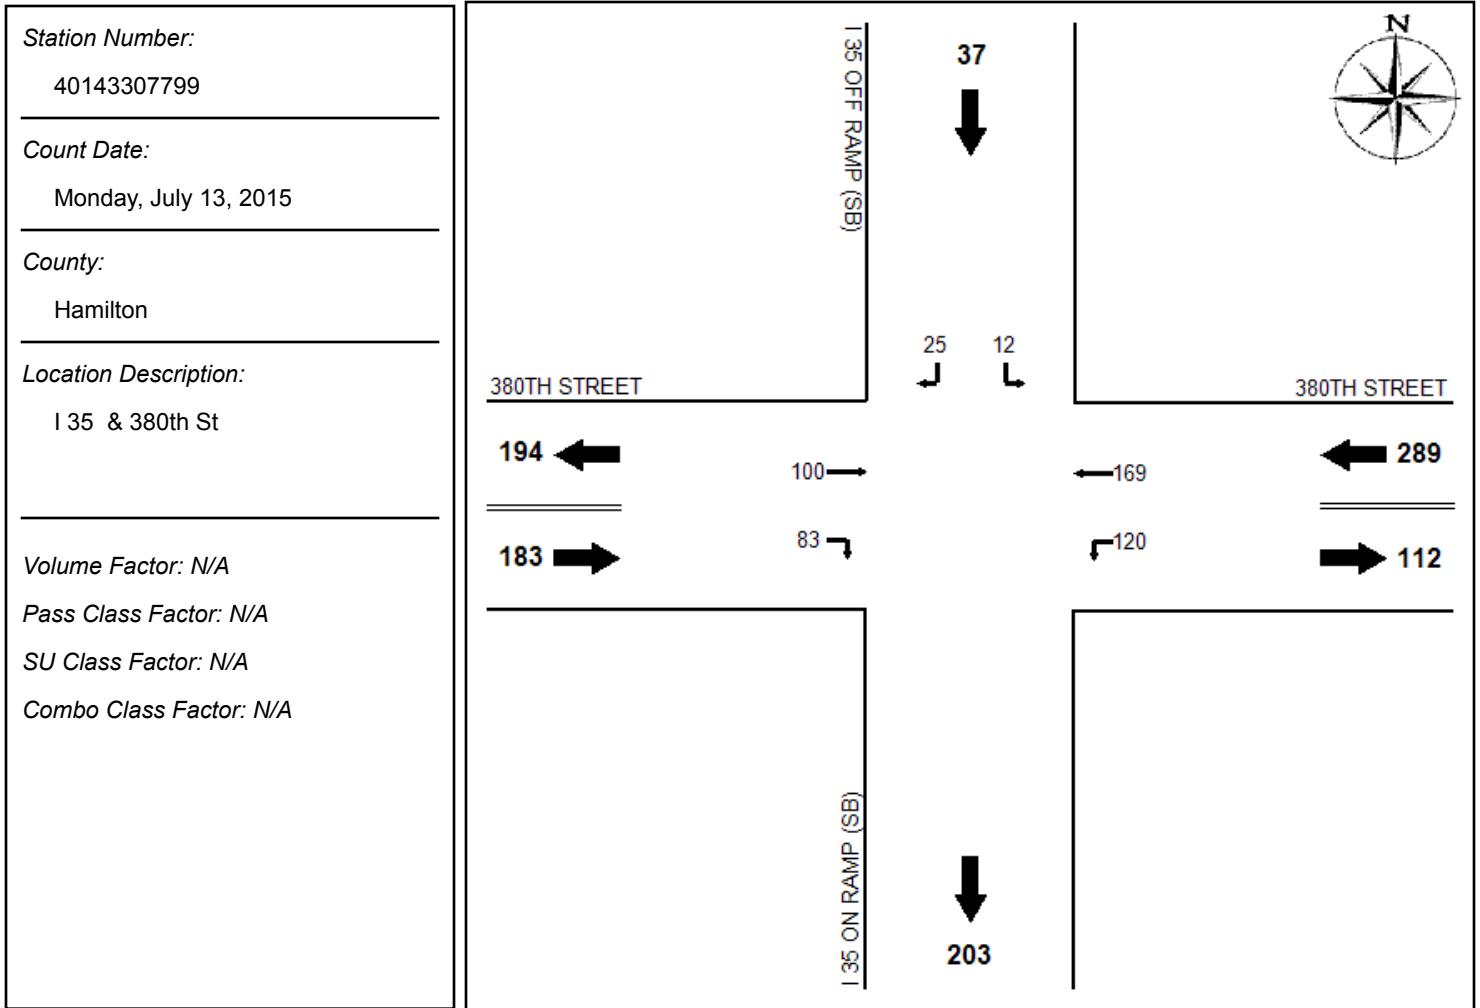 Station Number:
40143307799
Count Date:
Monday, July 13, 2015
County:
Hamilton
Location Description:
I 35 & 380th St
Volume Factor: N/A
Pass Class Factor: N/A
SU Class Factor: N/A
Combo Class Factor: N/A
N
I 35 OFF RAMP (SB)
37
25 12
380TH STREET
380TH STREET
194
100
169
289
183
83
120
112
I 35 ON RAMP (SB)
203